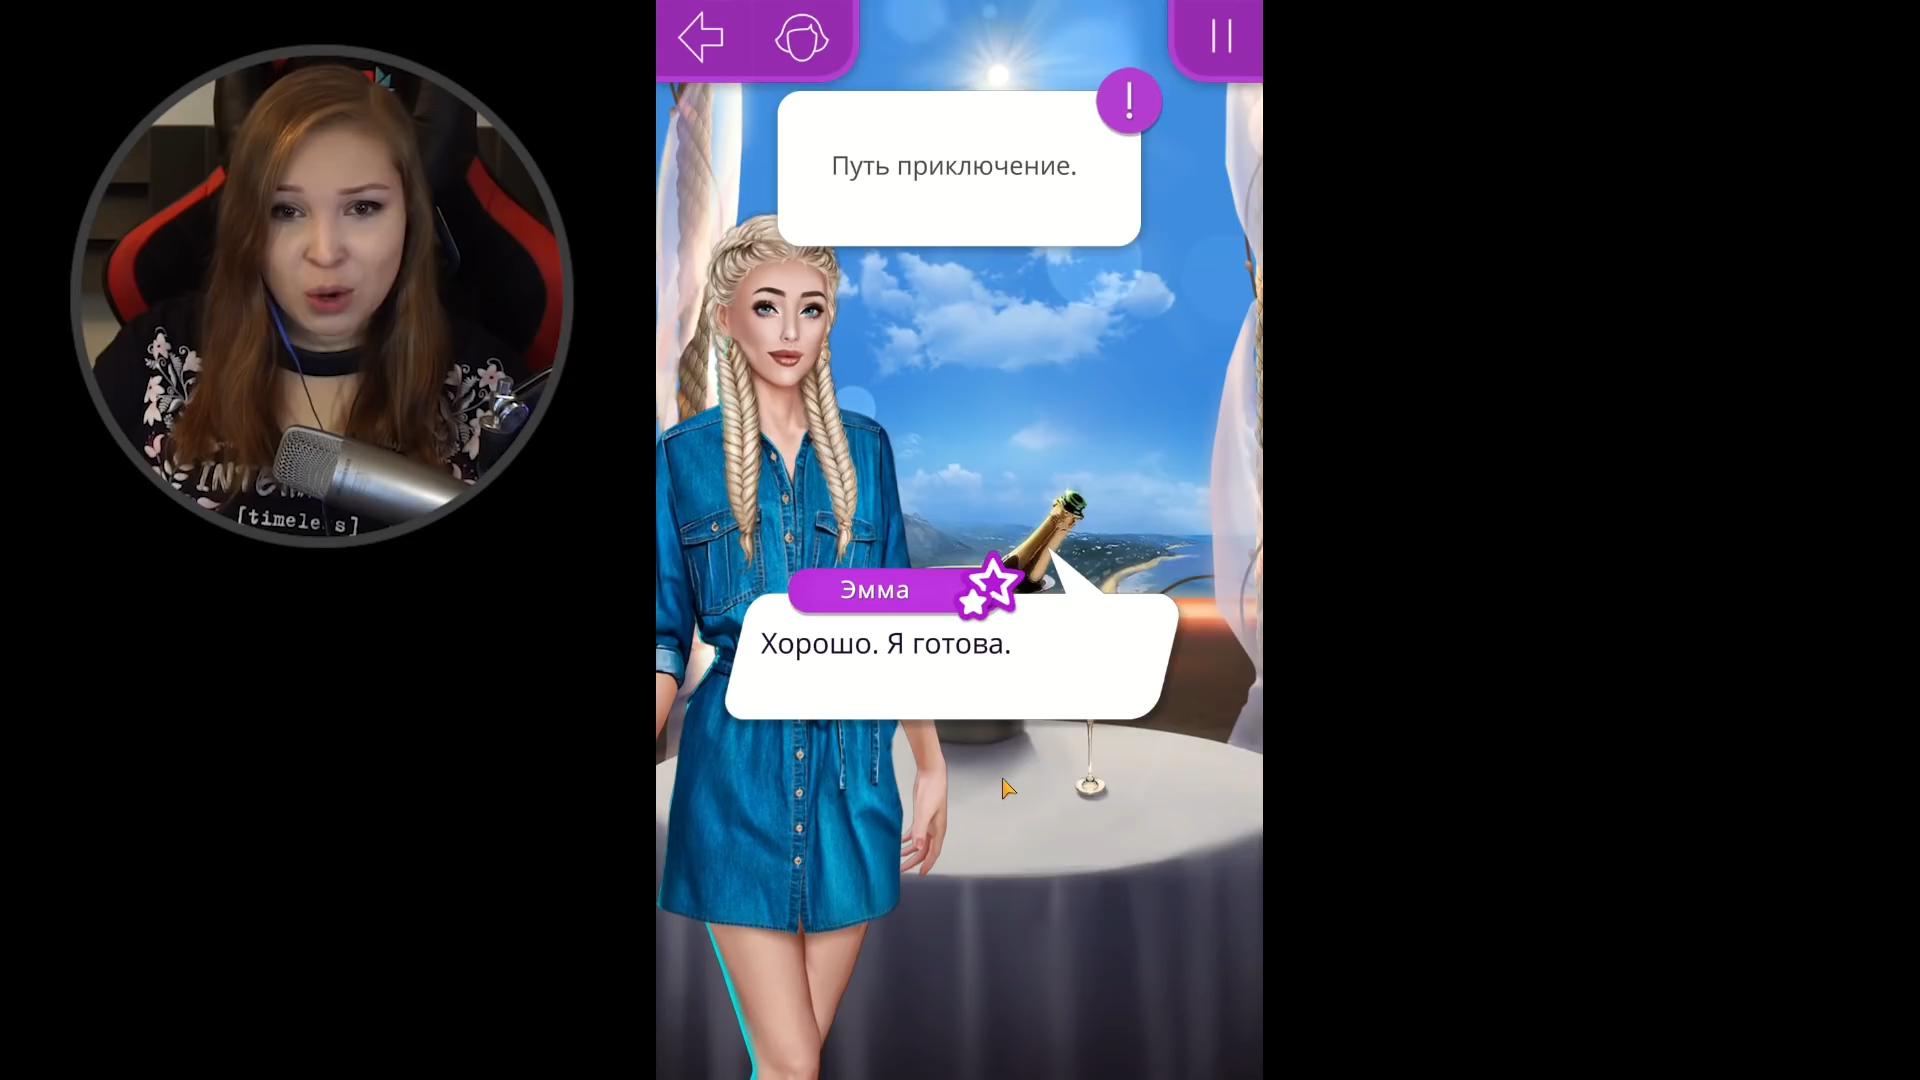 Путь приключение.
Эмма
Хорошо. Я готова.
[timele s]